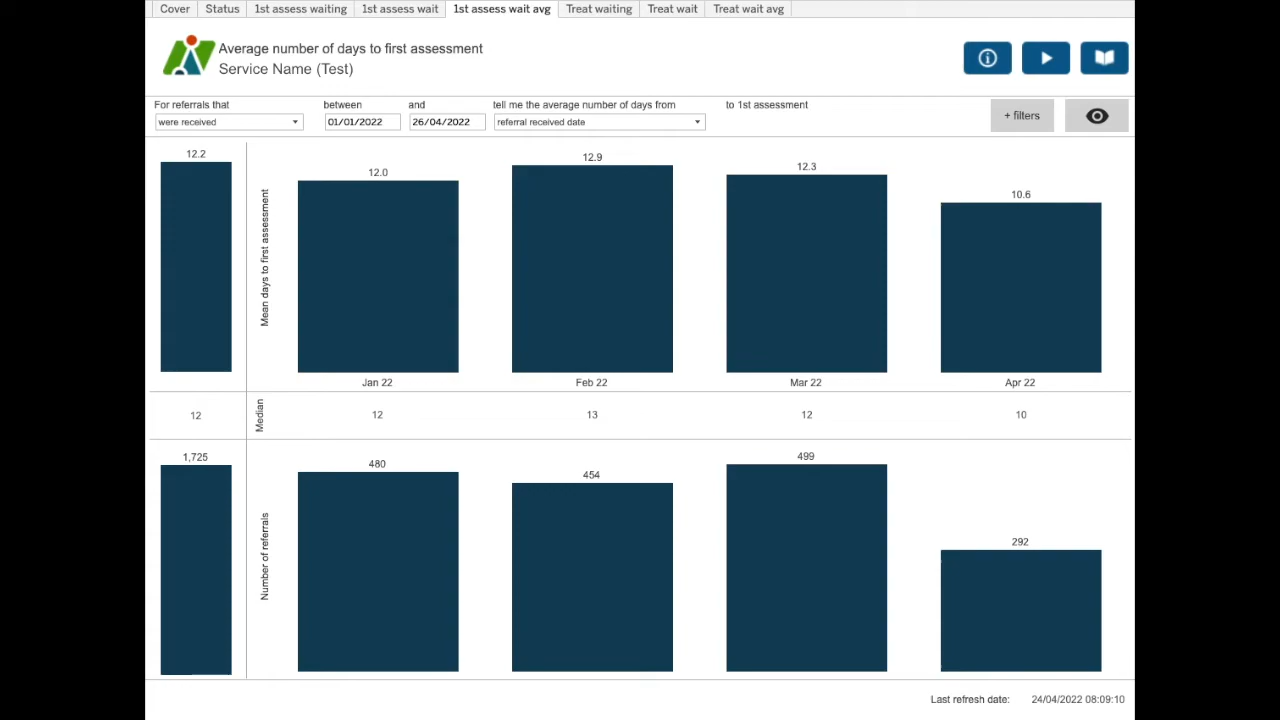 Cover Status 1st assess waiting 1st assess wait 1st assess wait avg Treat waiting Treat wait Treat wait avg
Average number of days to first assessment
Service Name (Test)
For referrals that between and tell me the average number of days from to 1st assessment
were received 01/01/2022 26/04/2022 referral received date
+ filters
12.2
12.0
12.9
12.3
10.6
Mean days to first assessment
Jan 22 Feb 22 Mar 22 Apr 22
12 Median 12 13 12 10
1,725
480
454
499
292
Number of referrals
Last refresh date: 24/04/2022 08:09:10